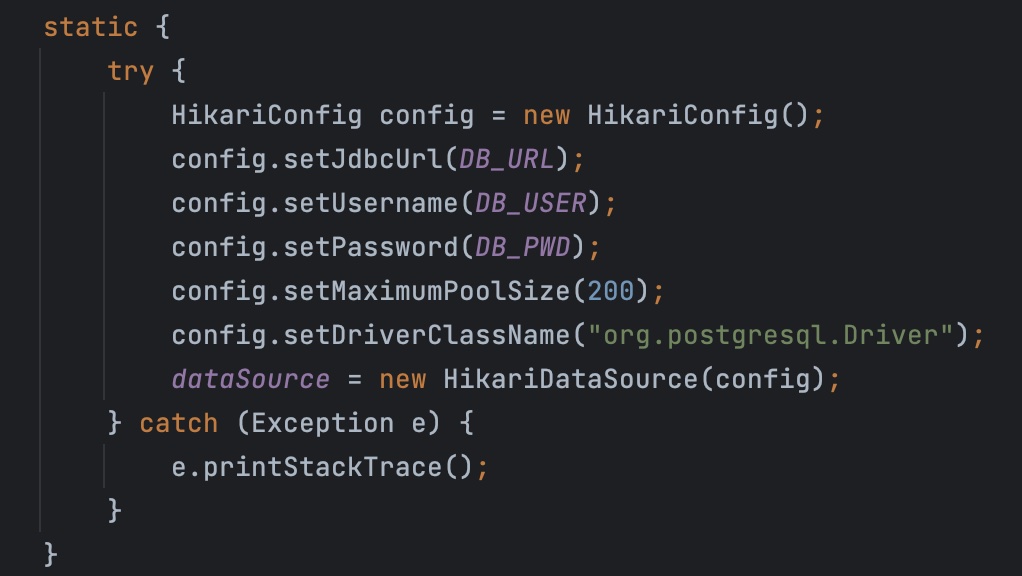 static {
    try {
        HikariConfig config = new HikariConfig();
        config.setJdbcUrl(DB_URL);
        config.setUsername(DB_USER);
        config.setPassword(DB_PWD);
        config.setMaximumPoolSize(200);
        config.setDriverClassName("org.postgresql.Driver");
        dataSource = new HikariDataSource(config);
    } catch (Exception e) {
        e.printStackTrace();
    }
}